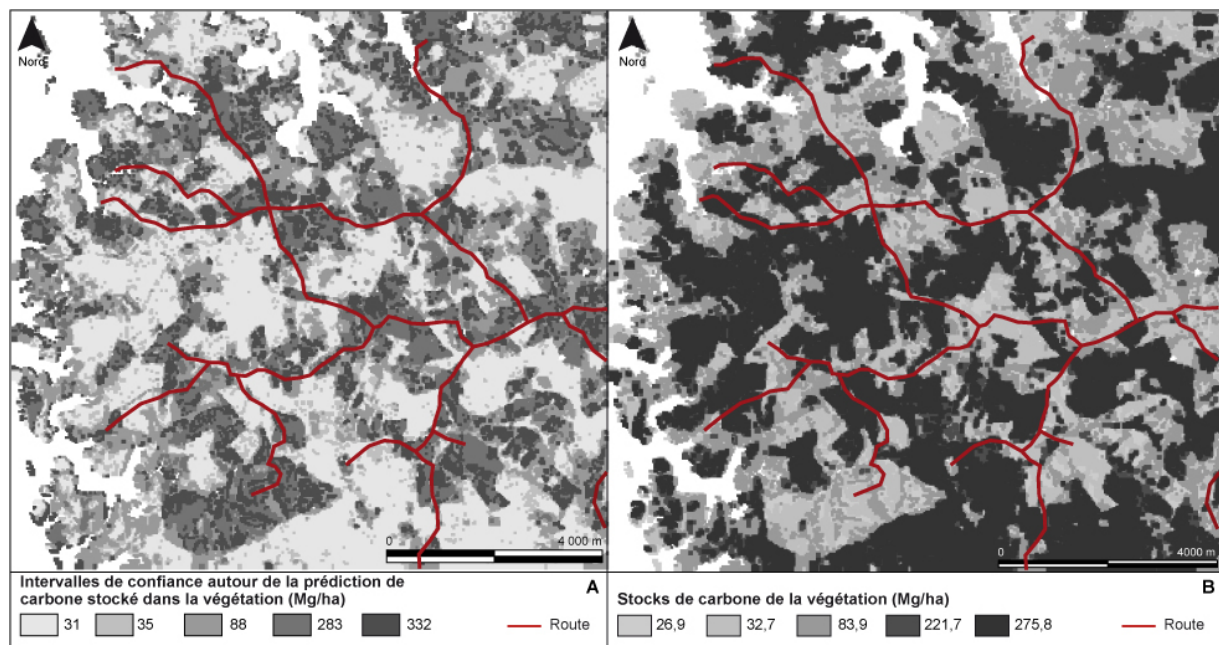 Nord
0 4 000 m
Intervalles de confiance autour de la prédiction de
carbone stocké dans la végétation (Mg/ha)
A
31 35 88 283 332 Route
Nord
0 4000 m
Stocks de carbone de la végétation (Mg/ha)
B
26,9 32,7 83,9 221,7 275,8 Route